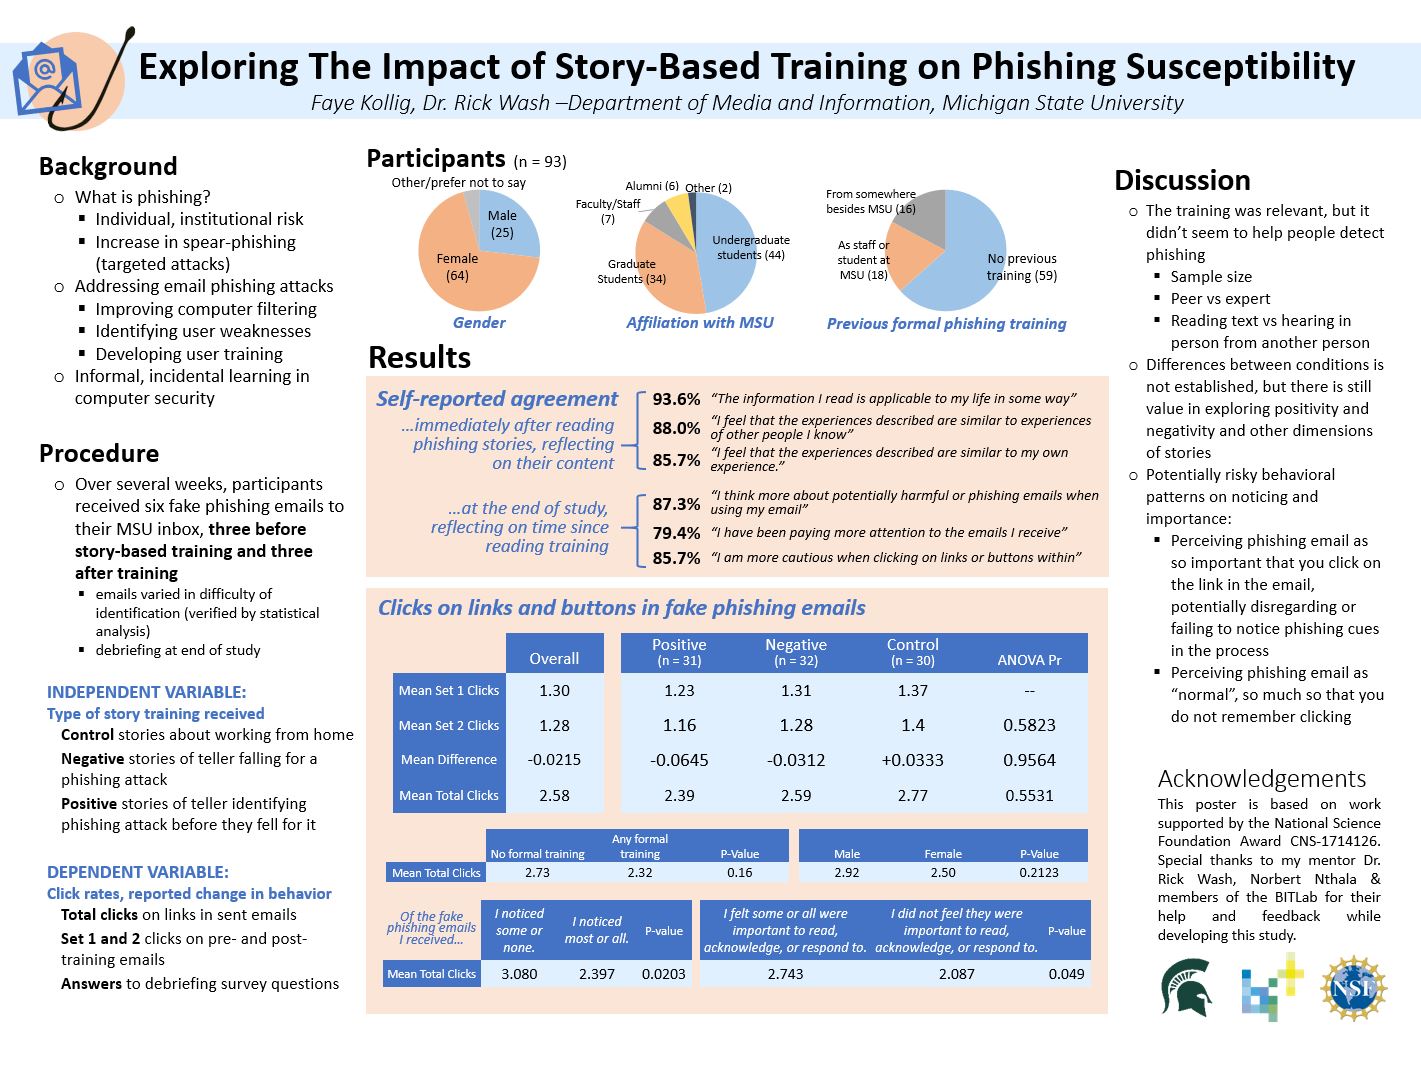 Exploring The Impact of Story-Based Training on Phishing Susceptibility
Faye Kollig, Dr. Rick Wash –Department of Media and Information, Michigan State University
Background
o What is phishing?
▪ Individual, institutional risk
▪ Increase in spear-phishing
(targeted attacks)
o Addressing email phishing attacks
▪ Improving computer filtering
▪ Identifying user weaknesses
▪ Developing user training
o Informal, incidental learning in
computer security
Procedure
o Over several weeks, participants
received six fake phishing emails to
their MSU inbox, three before
story-based training and three
after training
▪ emails varied in difficulty of
identification (verified by statistical
analysis)
▪ debriefing at end of study
INDEPENDENT VARIABLE:
Type of story training received
Control stories about working from home
Negative stories of teller falling for a
phishing attack
Positive stories of teller identifying
phishing attack before they fell for it
DEPENDENT VARIABLE:
Click rates, reported change in behavior
Total clicks on links in sent emails
Set 1 and 2 clicks on pre- and post-
training emails
Answers to debriefing survey questions
Participants (n = 93)
Other/prefer not to say
Male
(25)
Female
(64)
Gender
Alumni (6) Other (2)
Faculty/Staff
(7)
Undergraduate
students (44)
Graduate
Students (34)
Affiliation with MSU
From somewhere
besides MSU (16)
As staff or
student at
MSU (18)
No previous
training (59)
Previous formal phishing training
Results
Self-reported agreement
...immediately after reading
phishing stories, reflecting
on their content
93.6% “The information I read is applicable to my life in some way”
88.0% “I feel that the experiences described are similar to experiences
of other people I know”
85.7% “I feel that the experiences described are similar to my own
experience.”
...at the end of study,
reflecting on time since
reading training
87.3% “I think more about potentially harmful or phishing emails when
using my email”
79.4% “I have been paying more attention to the emails I receive”
85.7% “I am more cautious when clicking on links or buttons within”
Clicks on links and buttons in fake phishing emails
Overall Positive (n = 31) Negative (n = 32) Control (n = 30) ANOVA Pr
Mean Set 1 Clicks 1.30 1.23 1.31 1.37 --
Mean Set 2 Clicks 1.28 1.16 1.28 1.4 0.5823
Mean Difference -0.0215 -0.0645 -0.0312 +0.0333 0.9564
Mean Total Clicks 2.58 2.39 2.59 2.77 0.5531
No formal training Any formal training P-Value Male Female P-Value
Mean Total Clicks 2.73 2.32 0.16 2.92 2.50 0.2123
Of the fake
phishing emails
I received...
I noticed
some or
none.
I noticed
most or all.
P-value
I felt some or all were
important to read,
acknowledge, or respond to.
I did not feel they were
important to read,
acknowledge, or respond to.
P-value
Mean Total Clicks 3.080 2.397 0.0203 2.743 2.087 0.049
Discussion
o The training was relevant, but it
didn’t seem to help people detect
phishing
▪ Sample size
▪ Peer vs expert
▪ Reading text vs hearing in
person from another person
o Differences between conditions is
not established, but there is still
value in exploring positivity and
negativity and other dimensions
of stories
o Potentially risky behavioral
patterns on noticing and
importance:
▪ Perceiving phishing email as
so important that you click on
the link in the email,
potentially disregarding or
failing to notice phishing cues
in the process
▪ Perceiving phishing email as
“normal”, so much so that you
do not remember clicking
Acknowledgements
This poster is based on work
supported by the National Science
Foundation Award CNS-1714126.
Special thanks to my mentor Dr.
Rick Wash, Norbert Nthala &
members of the BITLab for their
help and feedback while
developing this study.
NSF